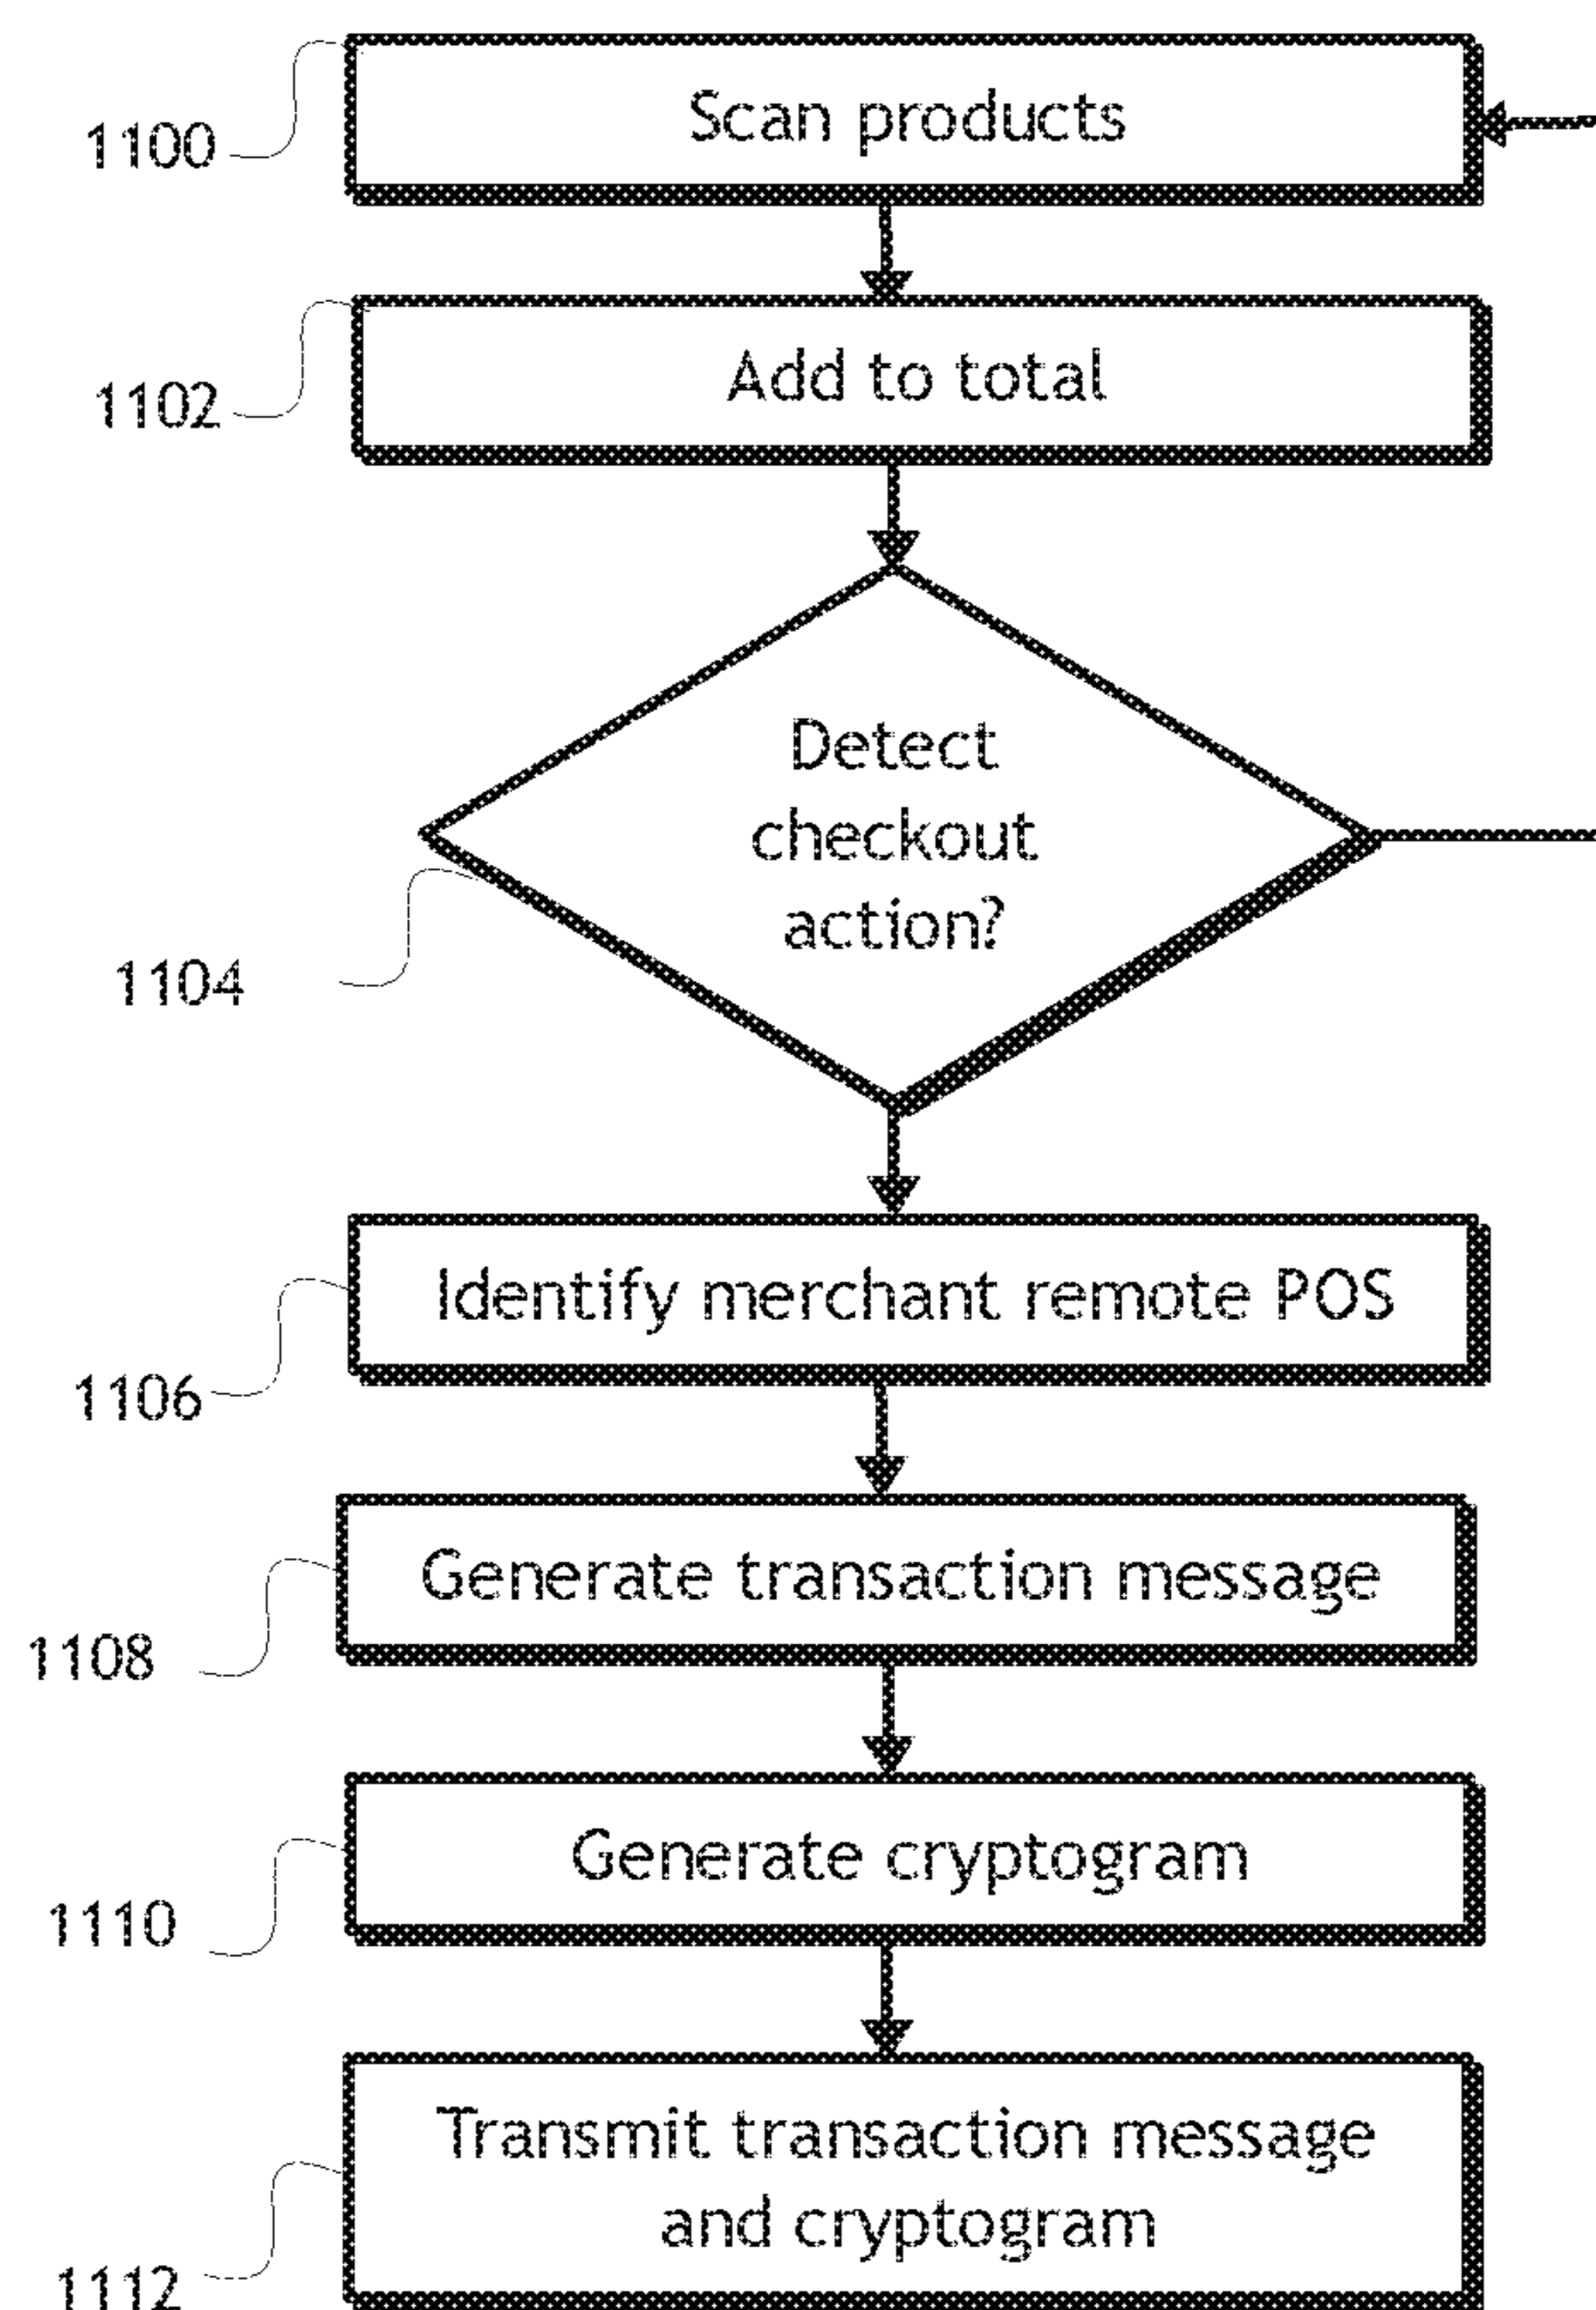 1100
Scan products
1102
Add to total
Detect
checkout
action?
1104
Identify merchant remote POS
1106
Generate transaction message
1108
Generate cryptogram
1110
Transmit transaction message
and cryptogram
1112